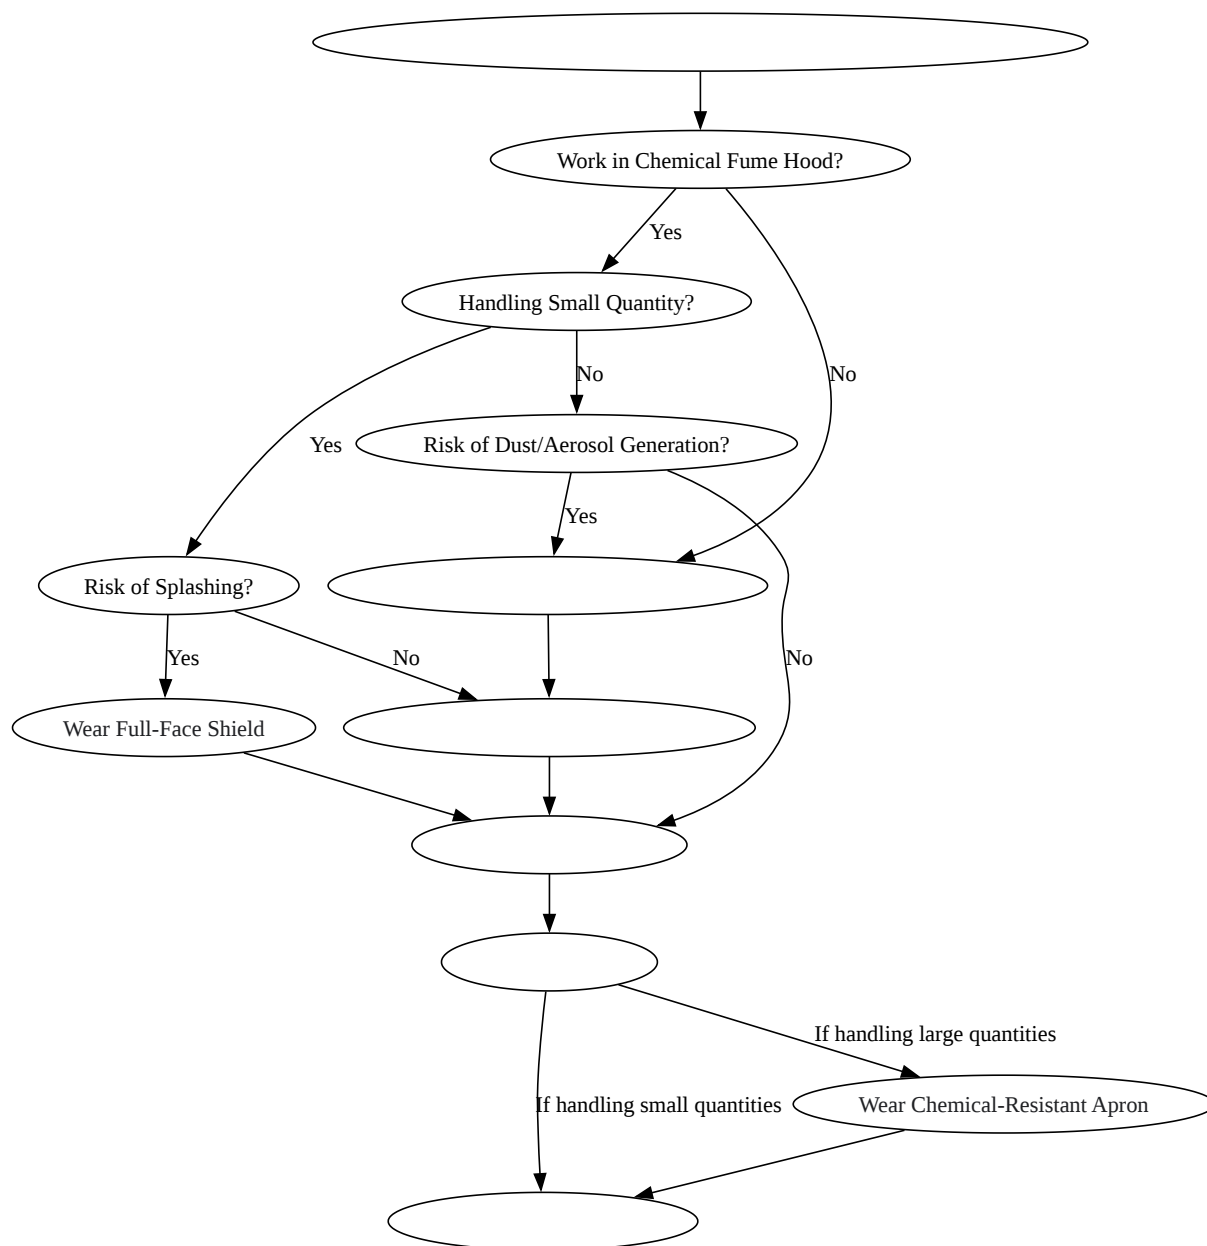 Work in Chemical Fume Hood?
Yes
Handling Small Quantity?
No
No
Yes
Risk of Dust/Aerosol Generation?
Yes
Risk of Splashing?
Yes
No
No
Wear Full-Face Shield
If handling large quantities
If handling small quantities
Wear Chemical-Resistant Apron